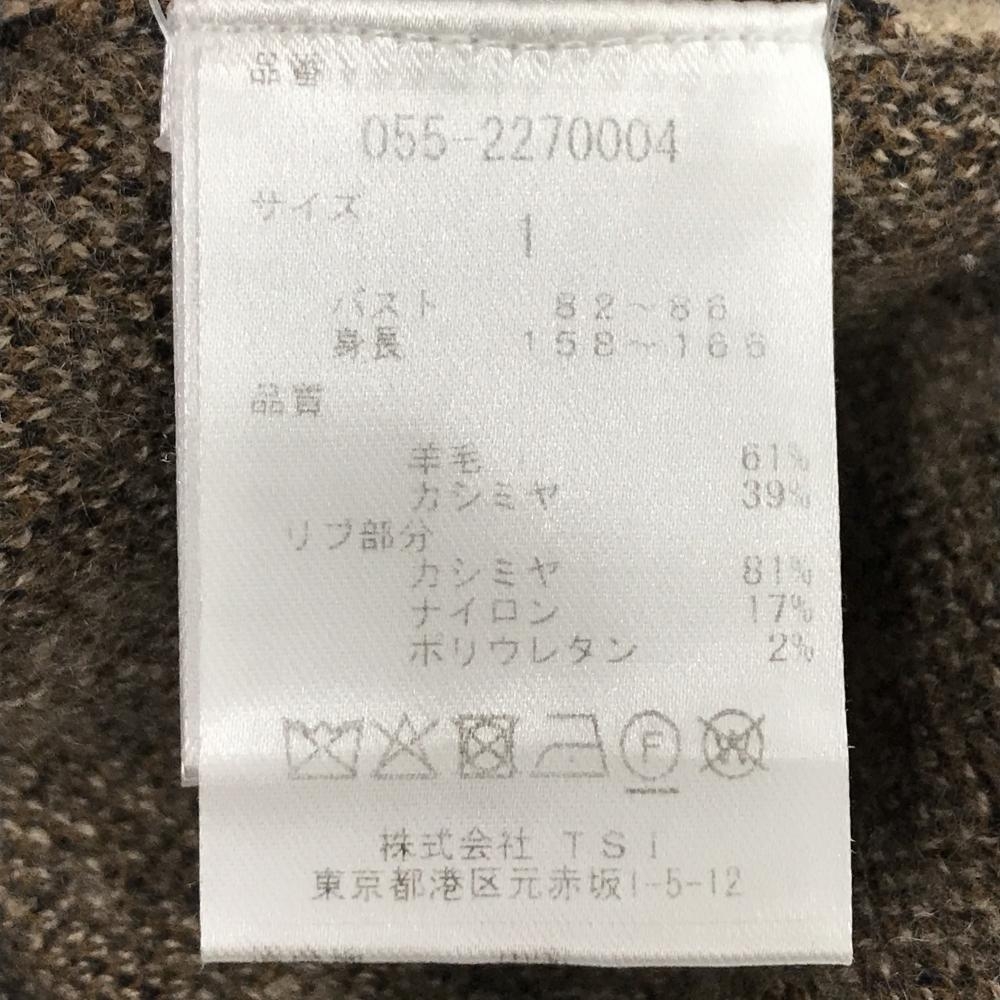 品番
055-2270004
サイズ
1
バスト 82～86
身長 158～166
品質
羊毛 61%
カシミヤ 39%
リブ部分
カシミヤ 81%
ナイロン 17%
ポリウレタン 2%
F
W
株式会社 TSI
東京都港区元赤坂1-5-12